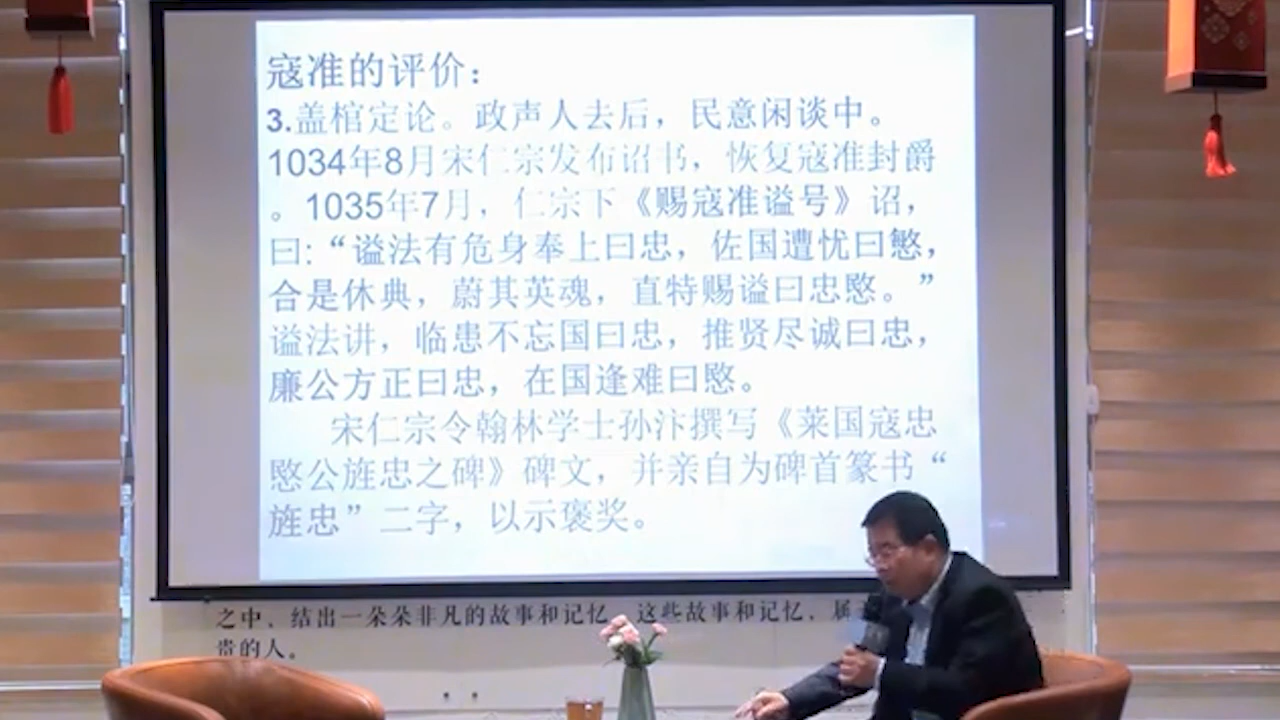 寇准的评价：
3.盖棺定论。政声人去后，民意闲谈中。
1034年8月宋仁宗发布诏书，恢复寇准封爵
。1035年7月，仁宗下《赐寇准谥号》诏，
曰：“谥法有危身奉上曰忠，佐国遭忧曰愍，
合是休典，蔚其英魂，直特赐谥曰忠愍。”
谥法讲，临患不忘国曰忠，推贤尽诚曰忠，
廉公方正曰忠，在国逢难曰愍。
宋仁宗令翰林学士孙汴撰写《莱国寇忠
愍公旌忠之碑》碑文，并亲自为碑首篆书“
旌忠”二字，以示褒奖。
之中，结出一朵朵非凡的故事和记忆，这些故事和记忆，属
贵的人。